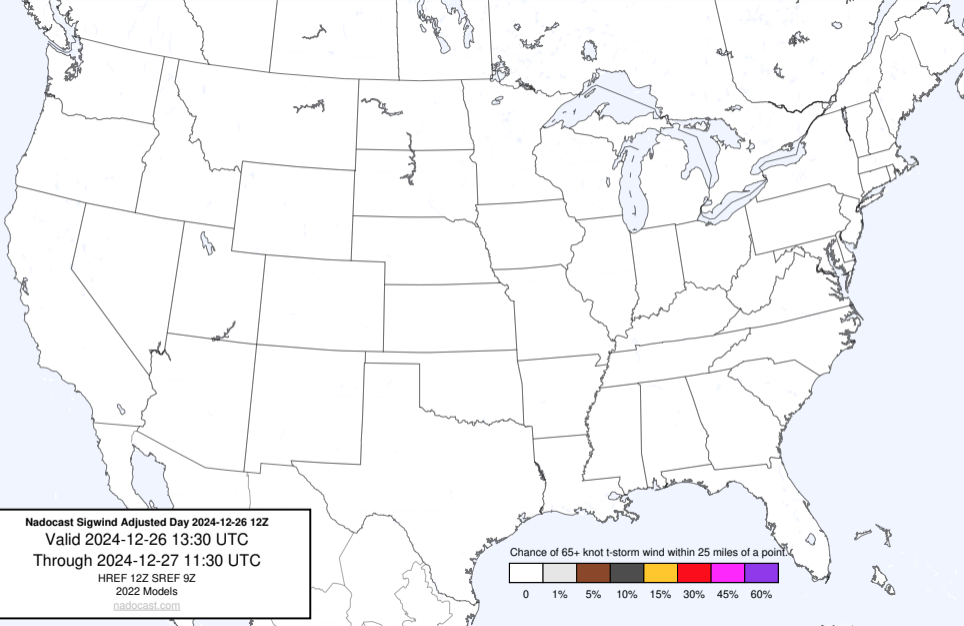 Nadocast Sigwind Adjusted Day 2024-12-26 12Z
Valid 2024-12-26 13:30 UTC
Through 2024-12-27 11:30 UTC
HREF 12Z SREF 9Z
2022 Models
nadocast.com
Chance of 65+ knot t-storm wind within 25 miles of a point.
0 1% 5% 10% 15% 30% 45% 60%